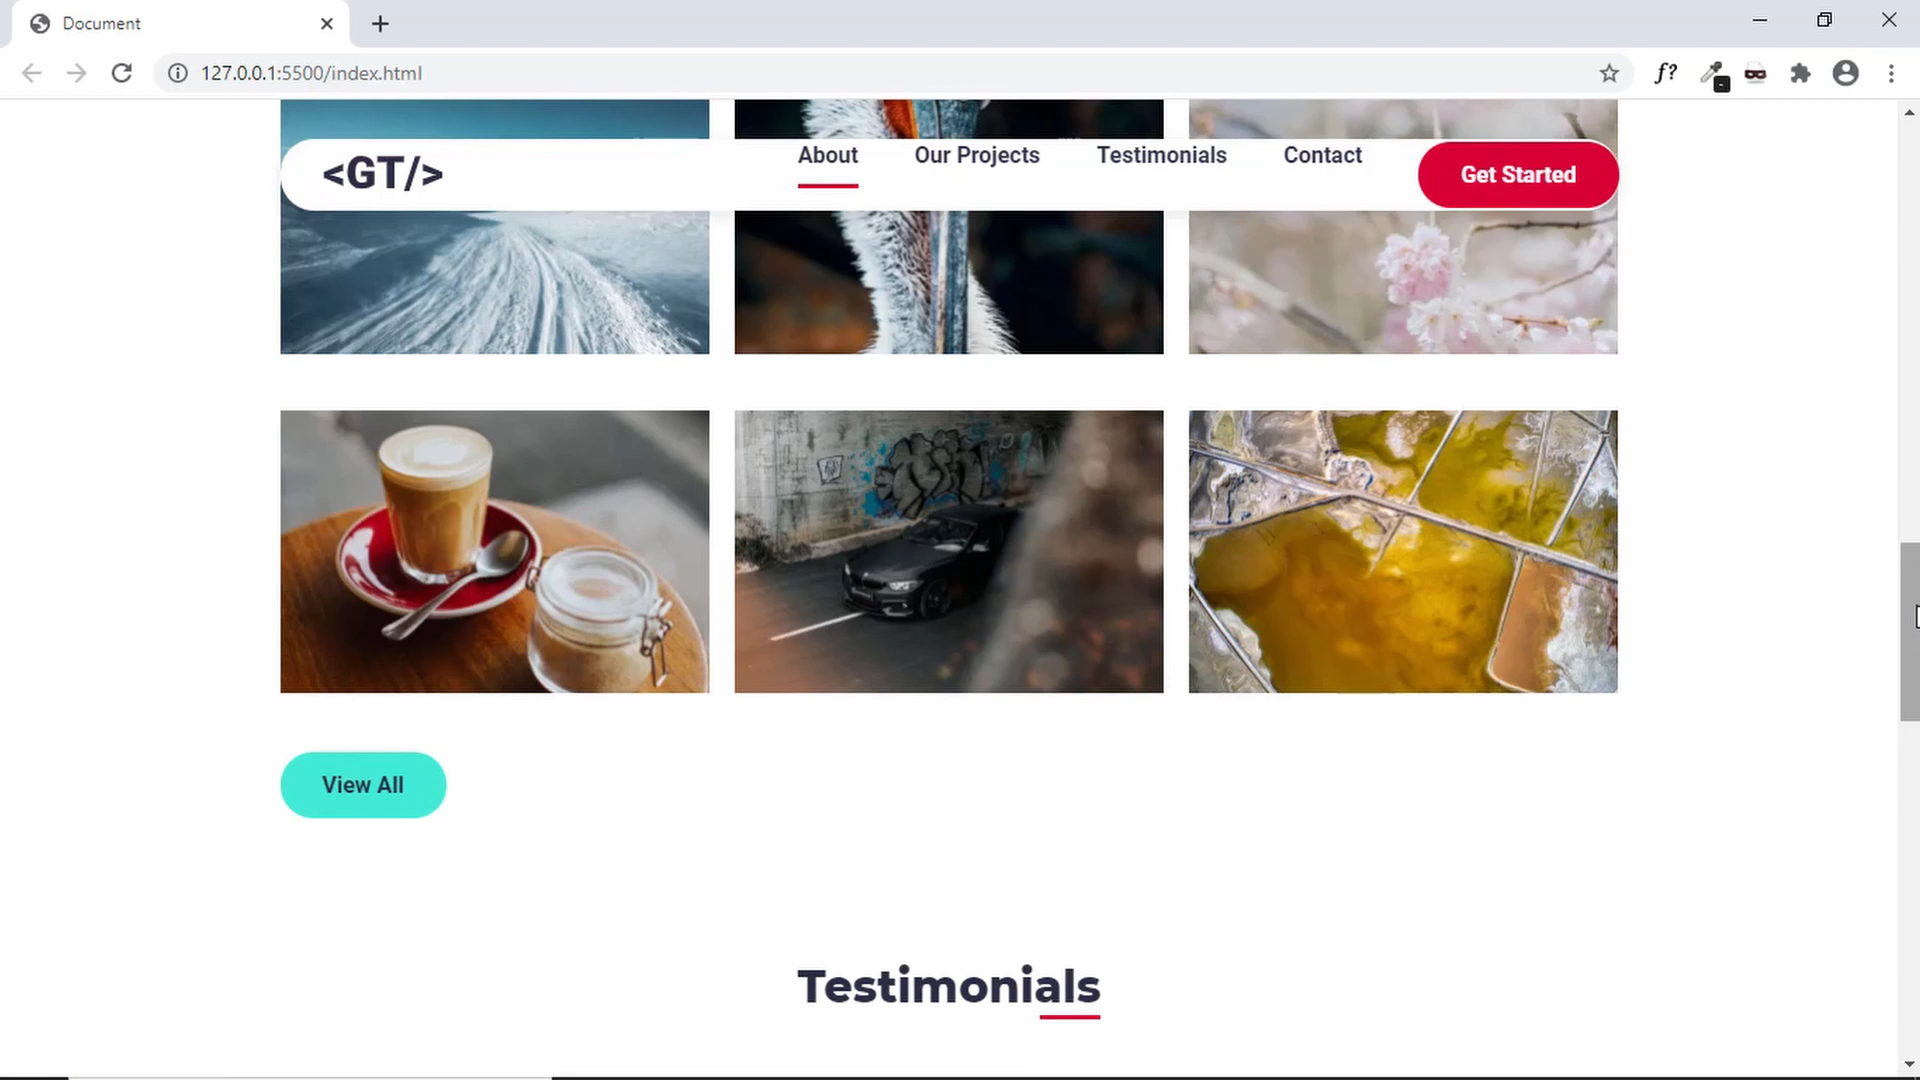 Document
127.0.0.1:5500/index.html
f?
<GT/>
About
Our Projects
Testimonials
Contact
Get Started
View All
Testimonials